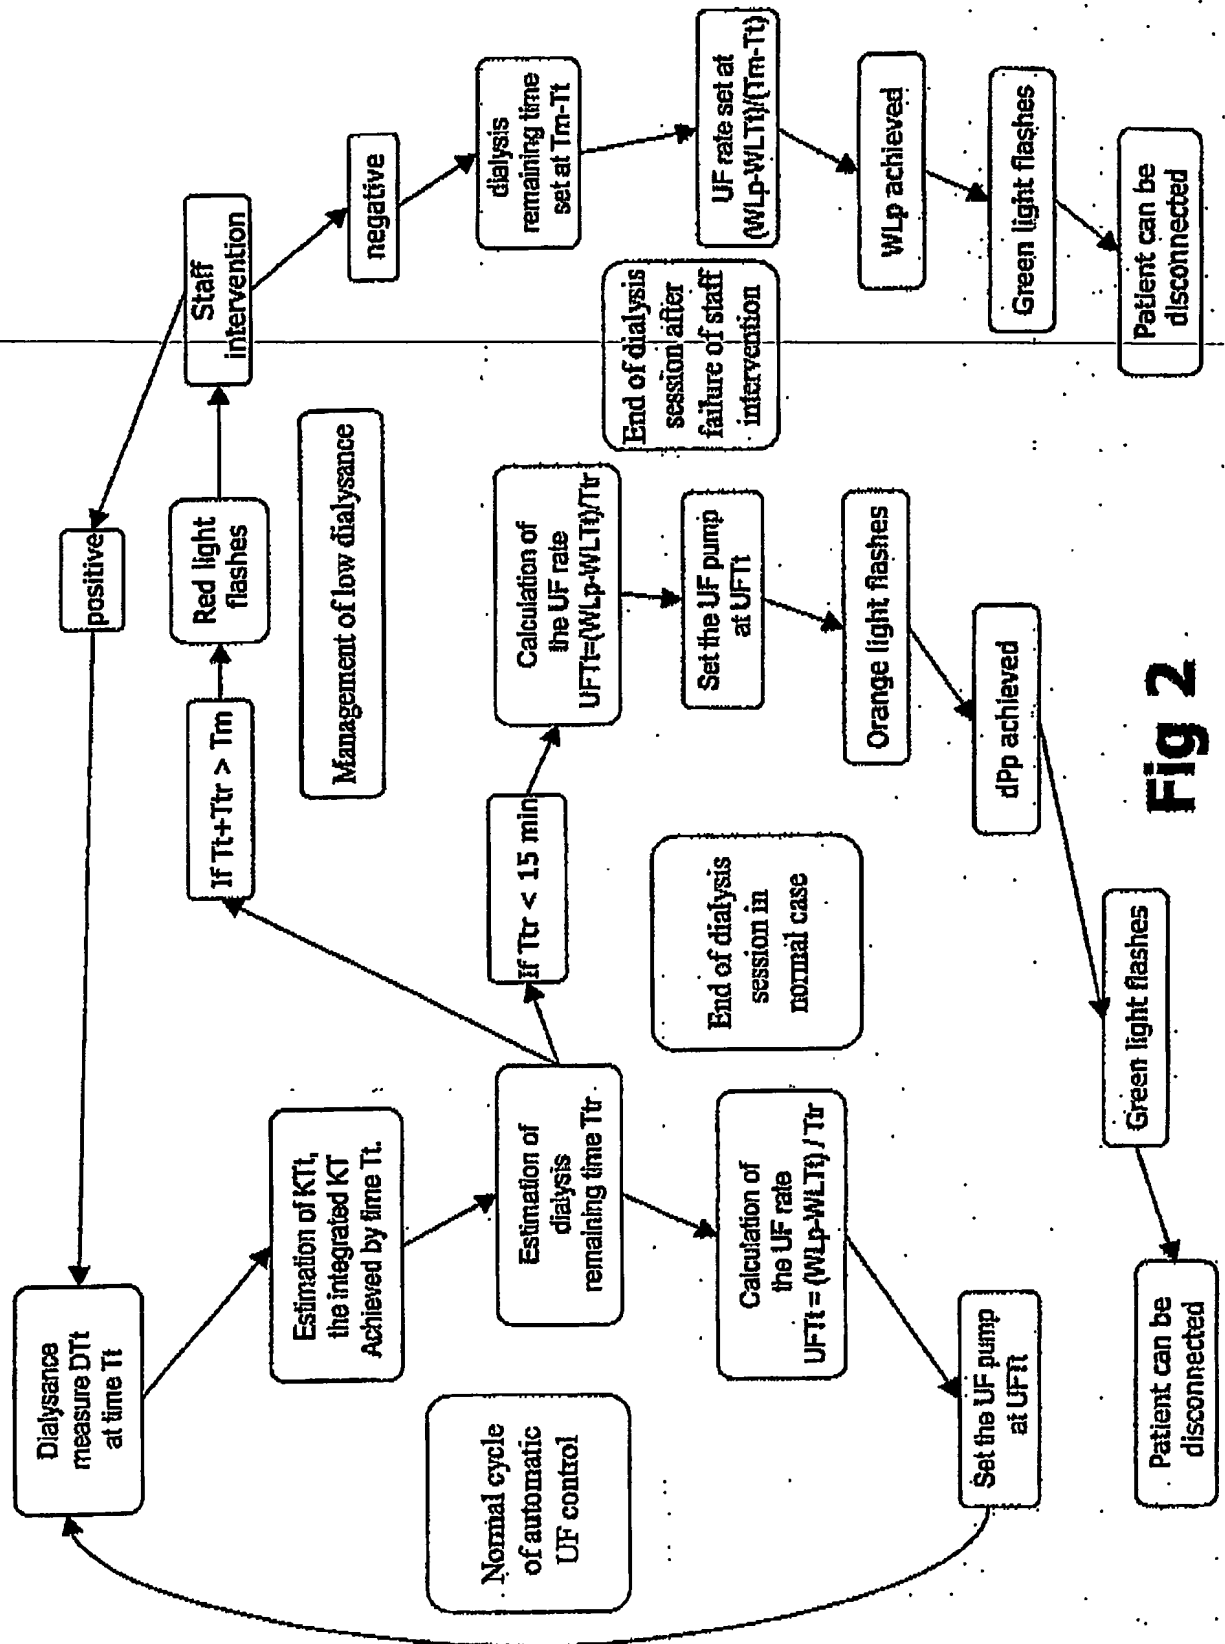 Dialysance
measure DTt
at time Tt
Estimation of KTt,
the integrated KT
Achieved by time Tt.
Normal cycle
of automatic
UF control
Estimation of
dialysis
remaining time Ttr
Calculation of
the UF rate
UFTt = (WLp-WLTt) / Ttr
Set the UF pump
at UFTt
positive
If Tt+Ttr > Tm
Red light
flashes
Staff
intervention
Management of low dialysance
If Ttr < 15 min
Calculation of
the UF rate
UFTt=(WLp-WLTt)/Ttr
Set the UF pump
at UFTt
Orange light flashes
dPp achieved
End of dialysis
session in
normal case
Green light flashes
Patient can be
disconnected
negative
dialysis
remaining time
set at Tm-Tt
UF rate set at
(WLp-WLTt)/(Tm-Tt)
End of dialysis
session after
failure of staff
intervention
WLp achieved
Green light flashes
Patient can be
disconnected
Fig 2